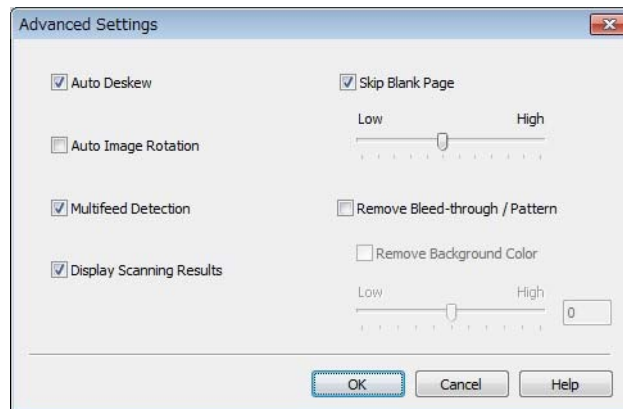 Advanced Settings
Auto Deskew
Skip Blank Page
Low High
Auto Image Rotation
Multifeed Detection
Remove Bleed-through / Pattern
Remove Background Color
Display Scanning Results
Low High
0
OK Cancel Help